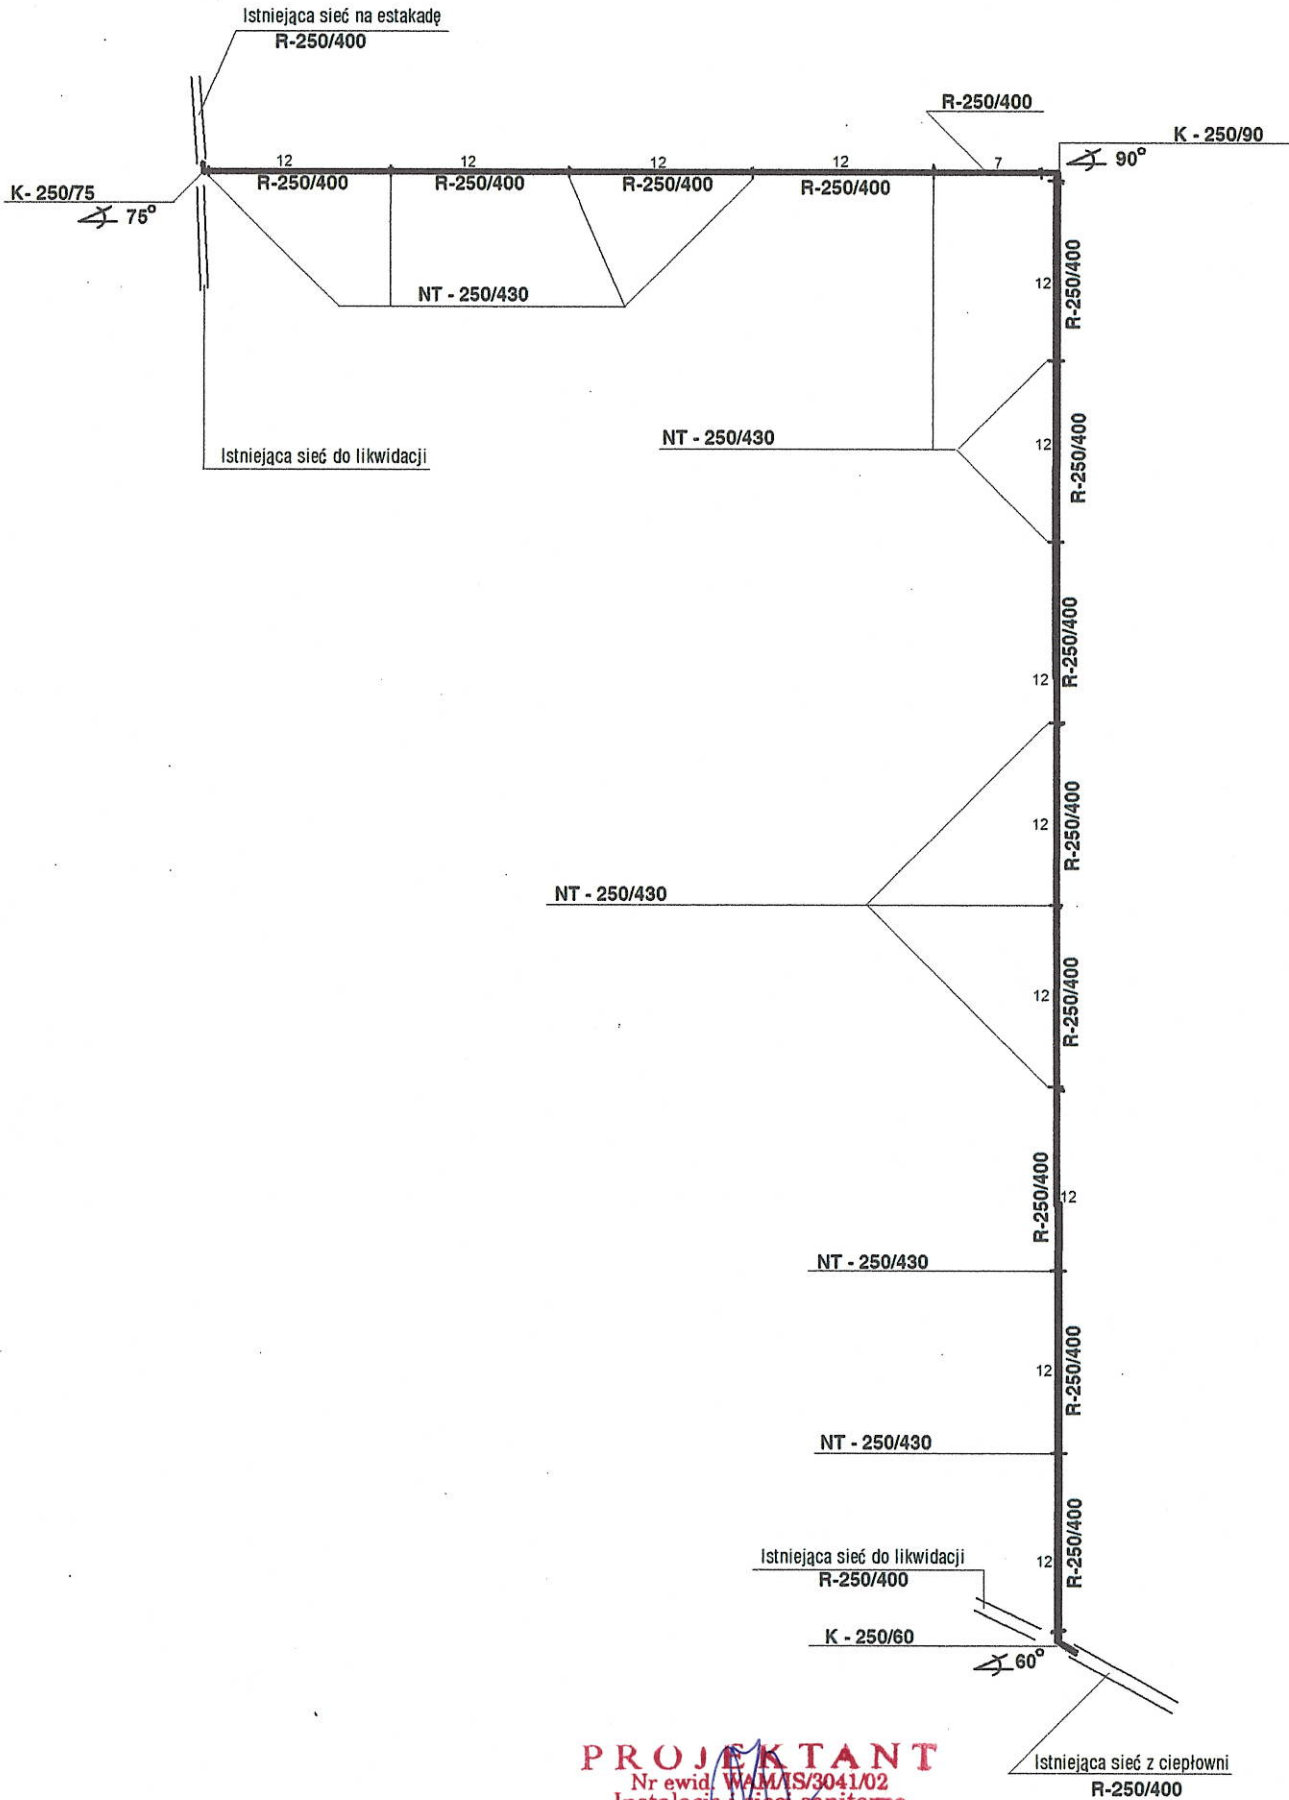 Istniejąca sieć na estakadę
R-250/400
R-250/400
K - 250/90
90°
12
12
12
12
7
R-250/400
R-250/400
R-250/400
R-250/400
K- 250/75
75°
NT - 250/430
12
R-250/400
NT - 250/430
12
R-250/400
Istniejąca sieć do likwidacji
12
R-250/400
12
R-250/400
NT - 250/430
12
R-250/400
R-250/400
12
NT - 250/430
12
R-250/400
NT - 250/430
12
R-250/400
Istniejąca sieć do likwidacji
R-250/400
K - 250/60
60°
PROJEKTANT
Nr ewid. WAM/IS/3041/02
Istniejąca sieć z ciepłowni
R-250/400